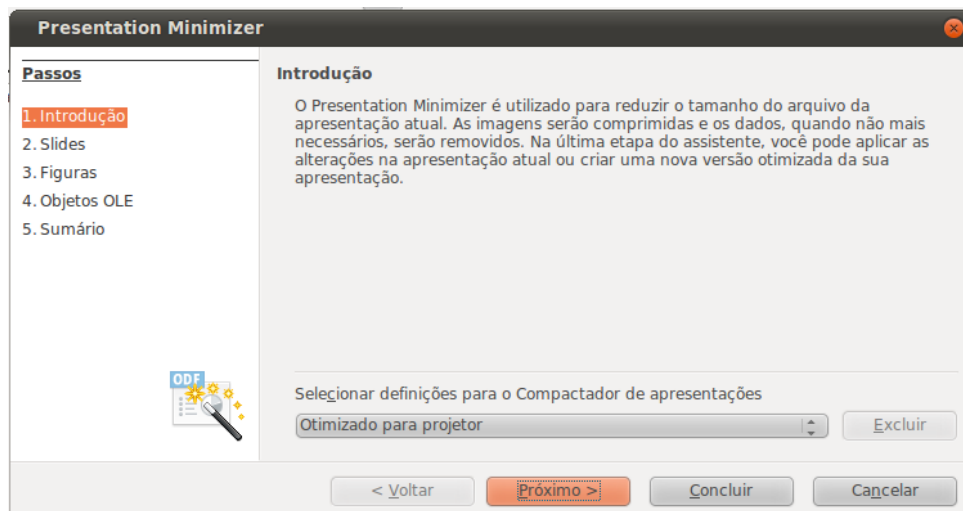 Presentation Minimizer
Passos
1. Introdução
2. Slides
3. Figuras
4. Objetos OLE
5. Sumário
ODF
Introdução
O Presentation Minimizer é utilizado para reduzir o tamanho do arquivo da
apresentação atual. As imagens serão comprimidas e os dados, quando não mais
necessários, serão removidos. Na última etapa do assistente, você pode aplicar as
alterações na apresentação atual ou criar uma nova versão otimizada da sua
apresentação.
Selecionar definições para o Compactador de apresentações
Otimizado para projetor
Excluir
< Voltar
Próximo >
Concluir
Cancelar